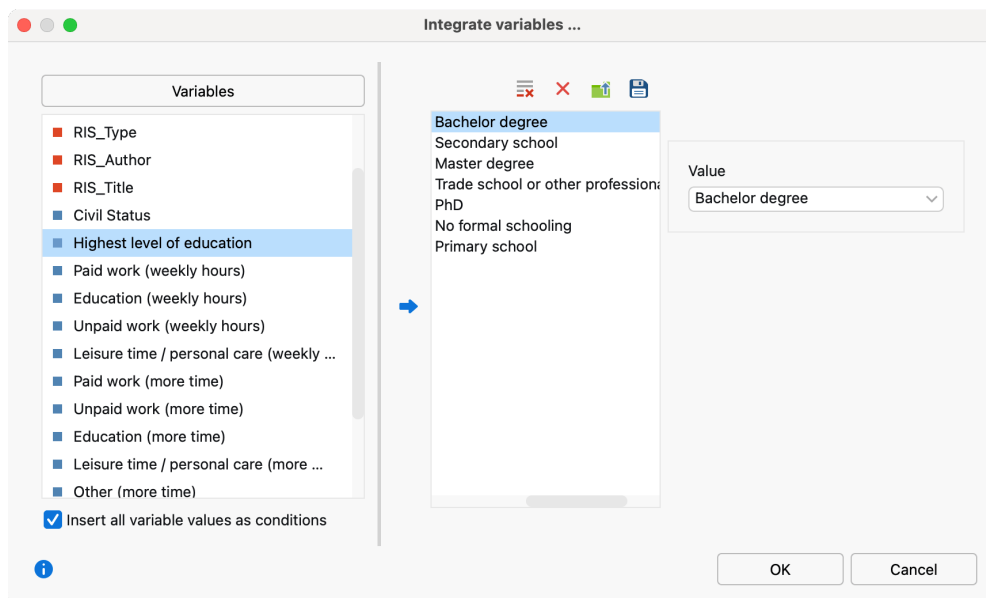 Integrate variables ...
Variables
RIS_Type
RIS_Author
RIS_Title
Civil Status
Highest level of education
Paid work (weekly hours)
Education (weekly hours)
Unpaid work (weekly hours)
Leisure time / personal care (weekly ...
Paid work (more time)
Unpaid work (more time)
Education (more time)
Leisure time / personal care (more ...
Other (more time)
Insert all variable values as conditions
Bachelor degree
Secondary school
Master degree
Trade school or other professiona
PhD
No formal schooling
Primary school
Value
Bachelor degree
OK
Cancel